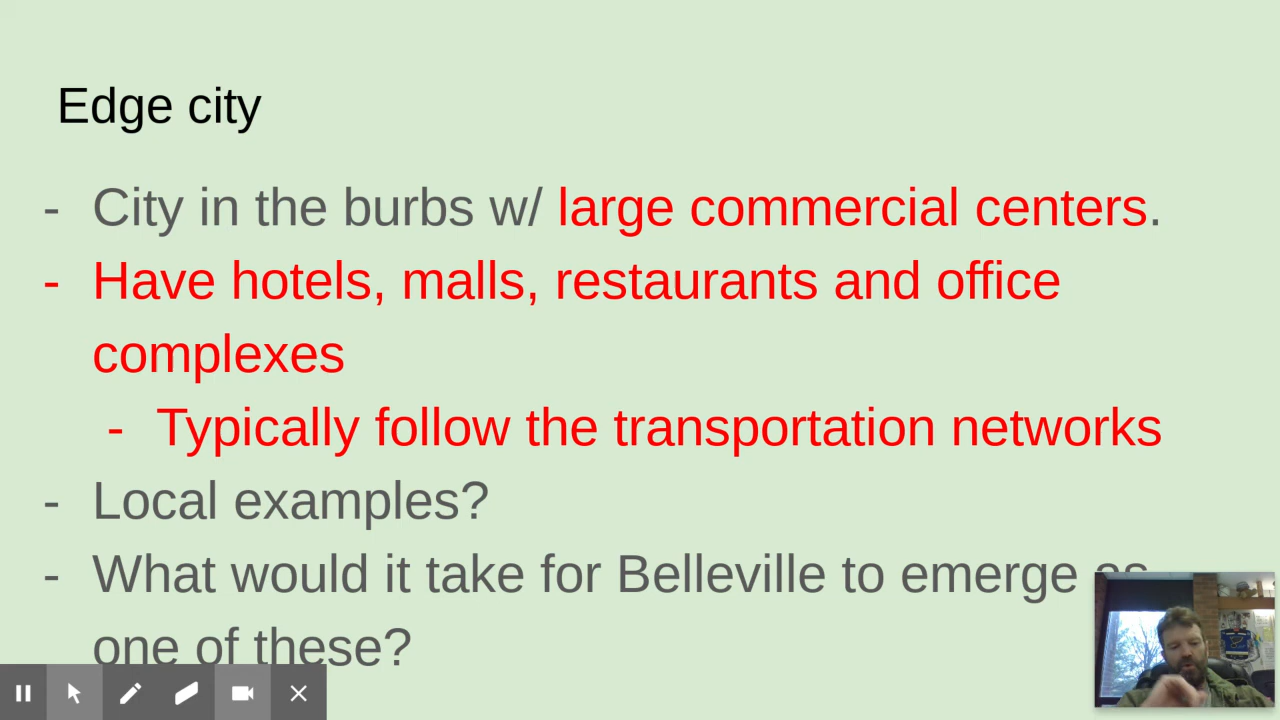 Edge city
- City in the burbs w/ large commercial centers.
- Have hotels, malls, restaurants and office
complexes
- Typically follow the transportation networks
- Local examples?
- What would it take for Belleville to emerge as
one of these?